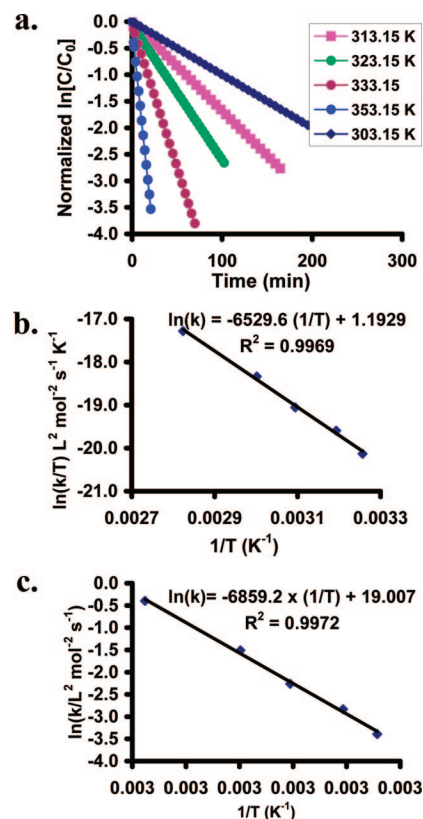 a.
Normalized ln[C/C0]
0.0
-0.5
-1.0
-1.5
-2.0
-2.5
-3.0
-3.5
-4.0
0
100
200
300
Time (min)
313.15 K
323.15 K
333.15
353.15 K
303.15 K
b.
ln(k/T) L² mol⁻² s⁻¹ K⁻¹
-17.0
-18.0
-19.0
-20.0
-21.0
ln(k) = -6529.6 (1/T) + 1.1929
R² = 0.9969
0.0027
0.0029
0.0031
0.0033
1/T (K⁻¹)
c.
ln(k/L² mol⁻² s⁻¹)
0.0
-0.5
-1.0
-1.5
-2.0
-2.5
-3.0
-3.5
-4.0
ln(k)= -6859.2 x (1/T) + 19.007
R² = 0.9972
0.003 0.003 0.003 0.003 0.003 0.003
1/T (K⁻¹)